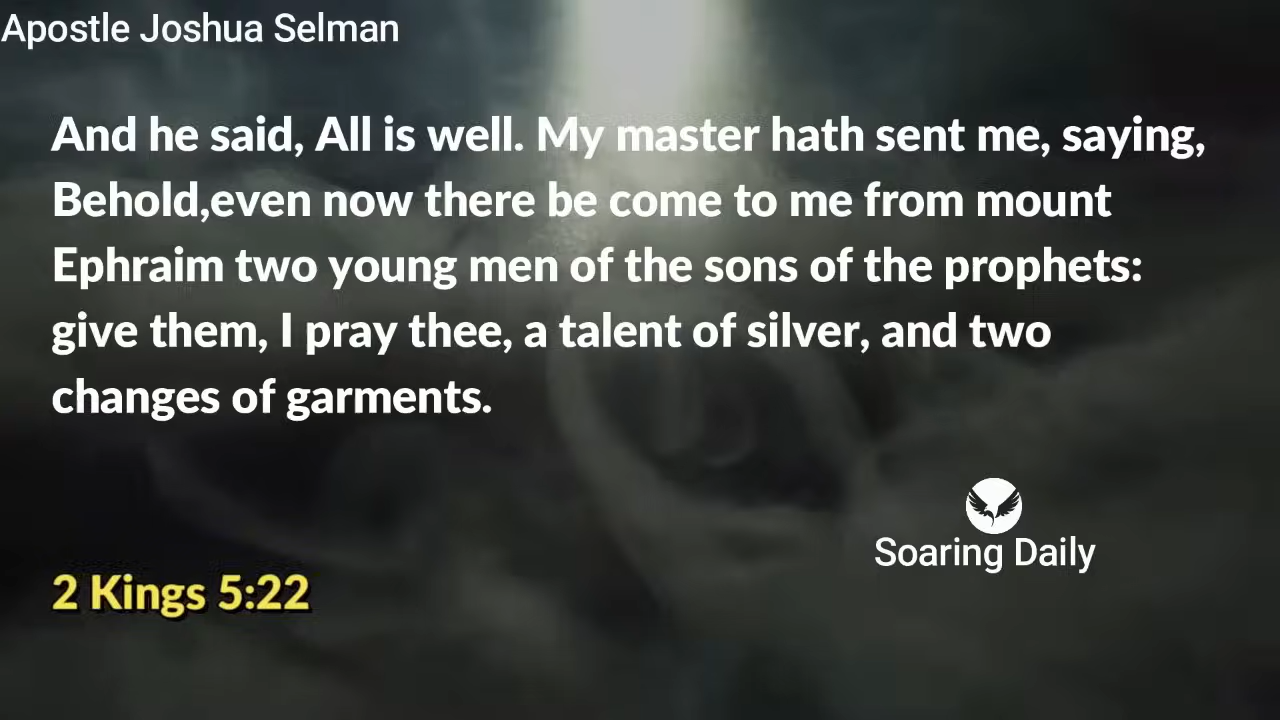 Apostle Joshua Selman
And he said, All is well. My master hath sent me, saying,
Behold,even now there be come to me from mount
Ephraim two young men of the sons of the prophets:
give them, I pray thee, a talent of silver, and two
changes of garments.
Soaring Daily
2 Kings 5:22